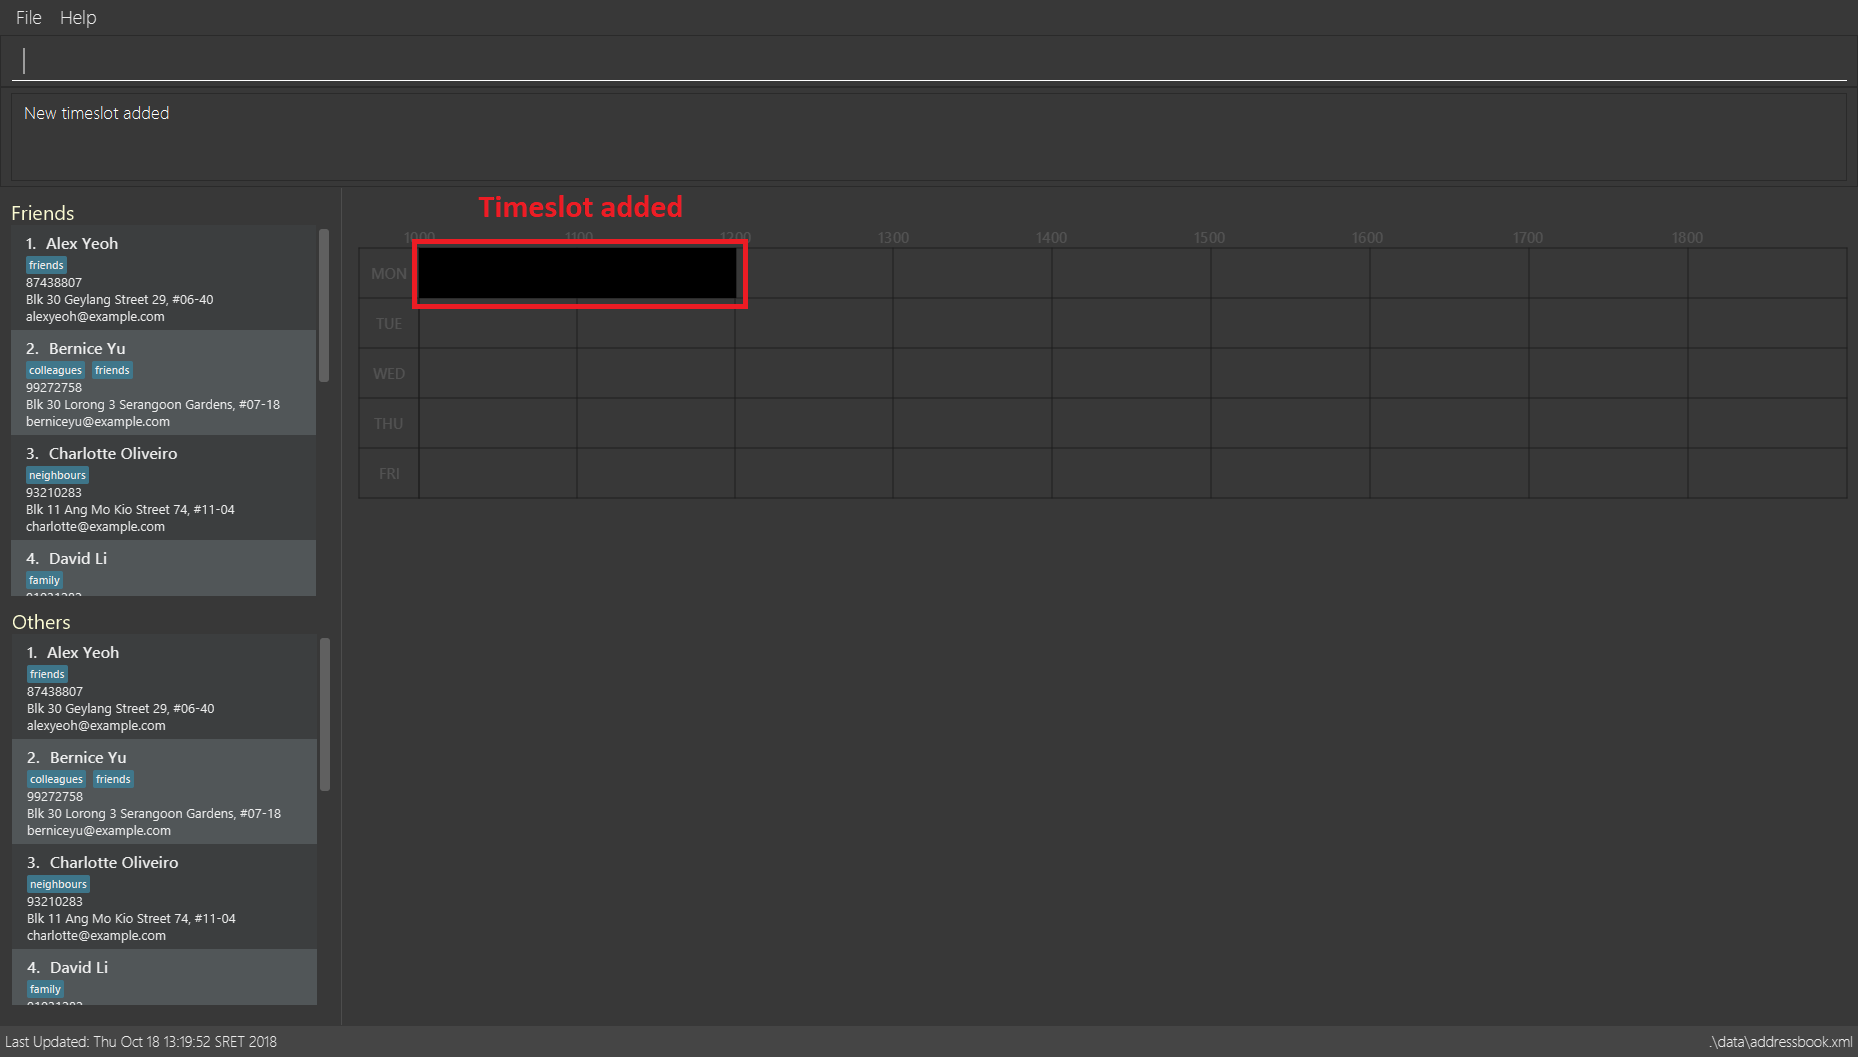 File Help
New timeslot added
Timeslot added
1000 1100 1200 1300 1400 1500 1600 1700 1800
MON
TUE
WED
THU
FRI
Friends
1. Alex Yeoh
friends
87438807
Blk 30 Geylang Street 29, #06-40
alexyeoh@example.com
2. Bernice Yu
colleagues friends
99272758
Blk 30 Lorong 3 Serangoon Gardens, #07-18
berniceyu@example.com
3. Charlotte Oliveiro
neighbours
93210283
Blk 11 Ang Mo Kio Street 74, #11-04
charlotte@example.com
4. David Li
family
Others
1. Alex Yeoh
friends
87438807
Blk 30 Geylang Street 29, #06-40
alexyeoh@example.com
2. Bernice Yu
colleagues friends
99272758
Blk 30 Lorong 3 Serangoon Gardens, #07-18
berniceyu@example.com
3. Charlotte Oliveiro
neighbours
93210283
Blk 11 Ang Mo Kio Street 74, #11-04
charlotte@example.com
4. David Li
family
Last Updated: Thu Oct 18 13:19:52 SRET 2018
.\data\addressbook.xml